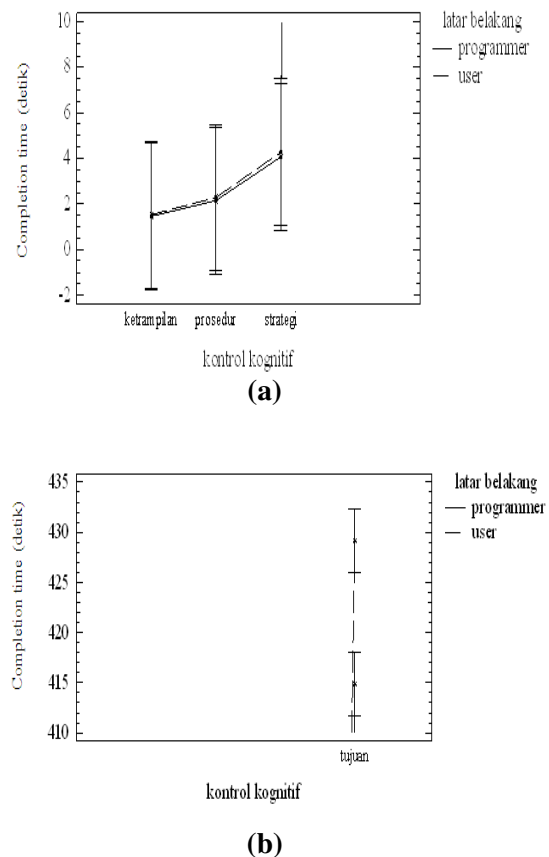 latar belakang
programmer
user
Completion time (detik)
10
8
6
4
2
0
-2
ketrampilan prosedur strategi
kontrol kognitif
(a)
latar belakang
programmer
user
Completion time (detik)
435
430
425
420
415
410
tujuan
kontrol kognitif
(b)